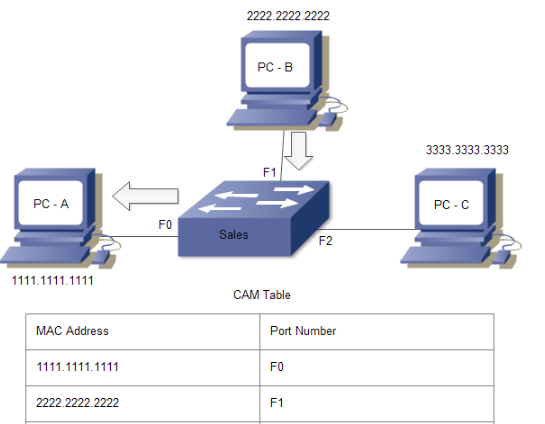 2222.2222.2222
PC - B
3333.3333.3333
F1
PC - A
PC - C
F0
Sales
F2
1111.1111.1111
CAM Table
MAC Address Port Number
1111.1111.1111 F0
2222.2222.2222 F1